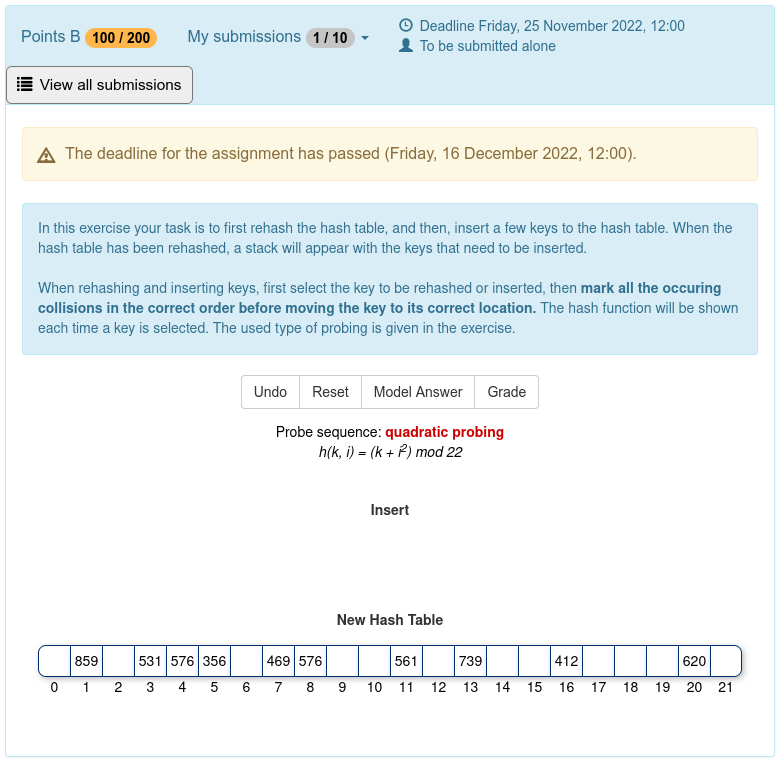 Points B 100 / 200 My submissions 1 / 10
Deadline Friday, 25 November 2022, 12:00
To be submitted alone
View all submissions
The deadline for the assignment has passed (Friday, 16 December 2022, 12:00).
In this exercise your task is to first rehash the hash table, and then, insert a few keys to the hash table. When the
hash table has been rehashed, a stack will appear with the keys that need to be inserted.
When rehashing and inserting keys, first select the key to be rehashed or inserted, then mark all the occuring
collisions in the correct order before moving the key to its correct location. The hash function will be shown
each time a key is selected. The used type of probing is given in the exercise.
Undo Reset Model Answer Grade
Probe sequence: quadratic probing
h(k, i) = (k + i²) mod 22
Insert
New Hash Table
859 531 576 356 469 576 561 739 412 620
0 1 2 3 4 5 6 7 8 9 10 11 12 13 14 15 16 17 18 19 20 21